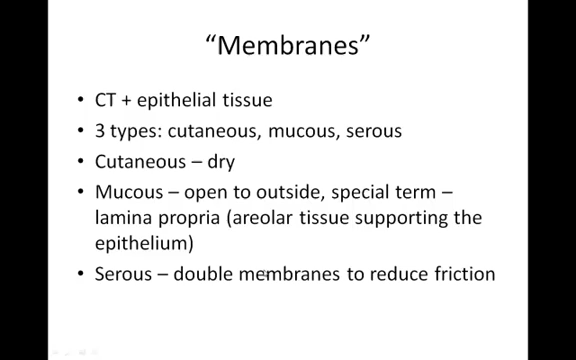 “Membranes”
• CT + epithelial tissue
• 3 types: cutaneous, mucous, serous
• Cutaneous – dry
• Mucous – open to outside, special term –
lamina propria (areolar tissue supporting the
epithelium)
• Serous – double membranes to reduce friction